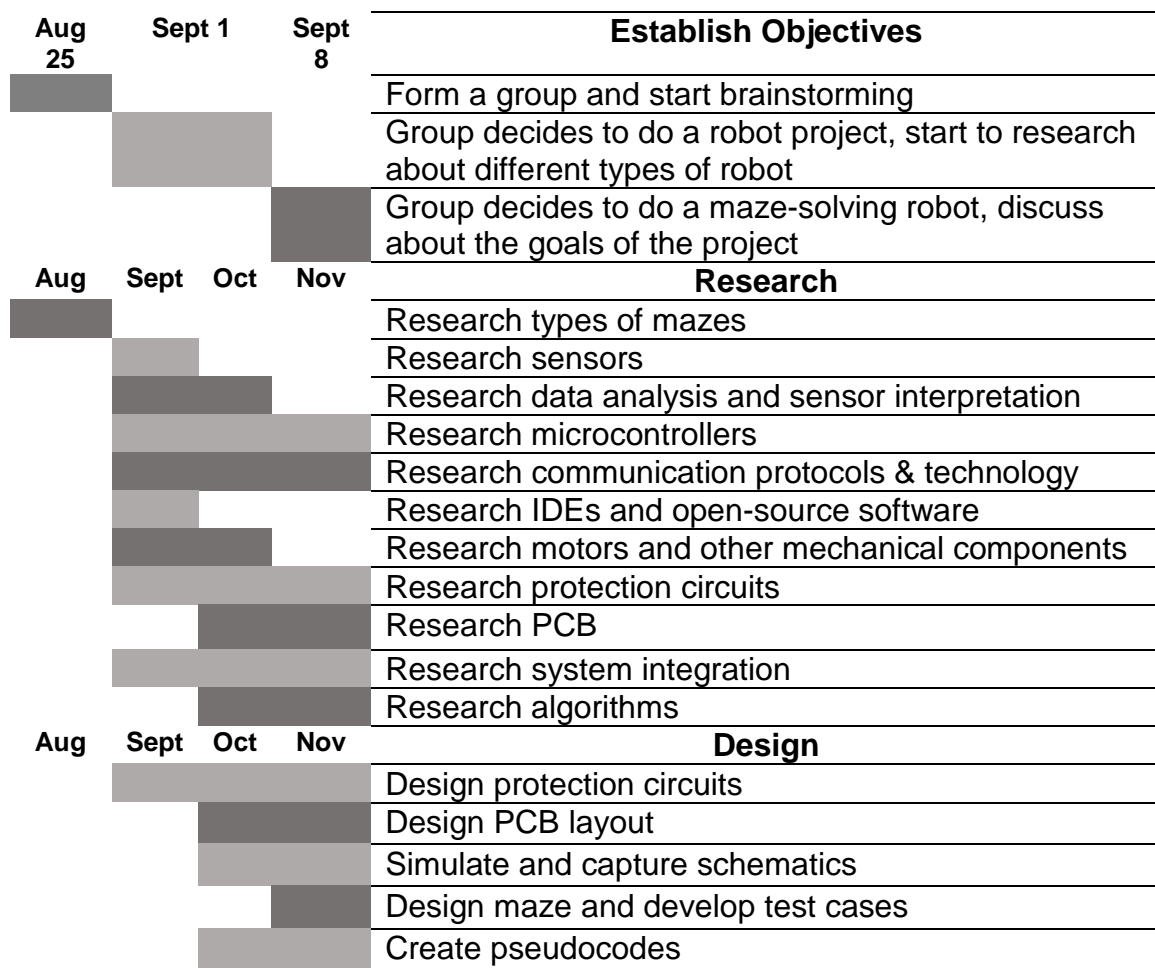 Aug 25 Sept 1 Sept 8 Establish Objectives
Form a group and start brainstorming
Group decides to do a robot project, start to research
about different types of robot
Group decides to do a maze-solving robot, discuss
about the goals of the project
Aug Sept Oct Nov Research
Research types of mazes
Research sensors
Research data analysis and sensor interpretation
Research microcontrollers
Research communication protocols & technology
Research IDEs and open-source software
Research motors and other mechanical components
Research protection circuits
Research PCB
Research system integration
Research algorithms
Aug Sept Oct Nov Design
Design protection circuits
Design PCB layout
Simulate and capture schematics
Design maze and develop test cases
Create pseudocodes